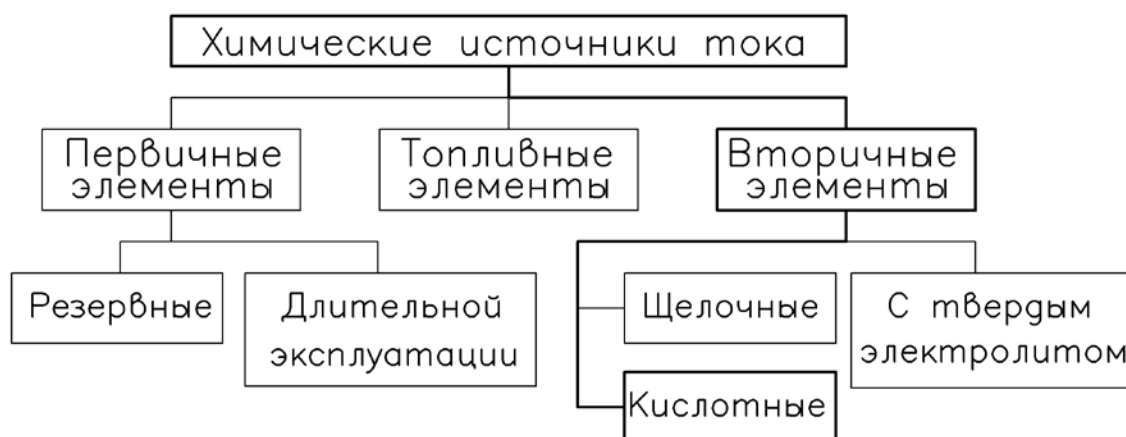 Химические источники тока
Первичные
элементы
Топливные
элементы
Вторичные
элементы
Резервные
Длительной
эксплуатации
Щелочные
С твердым
электролитом
Кислотные